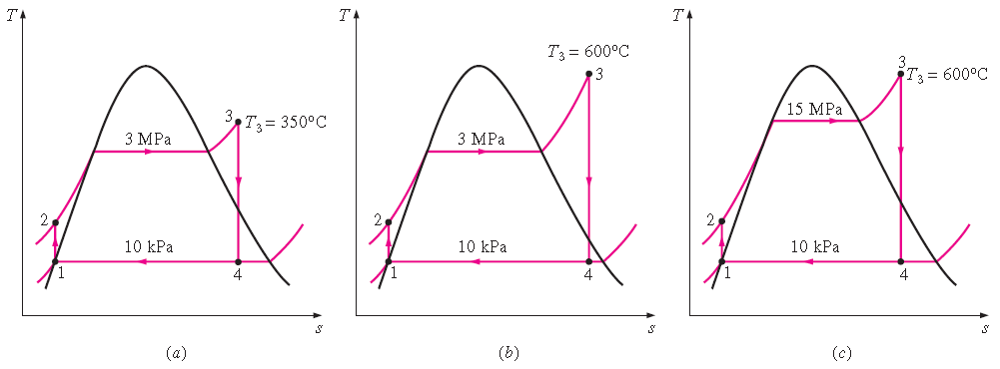 T
3
T3 = 350°C
3 MPa
2
10 kPa
1
4
s
(a)
T
T3 = 600°C
3
3 MPa
2
10 kPa
1
4
s
(b)
T
3
T3 = 600°C
15 MPa
2
10 kPa
1
4
s
(c)